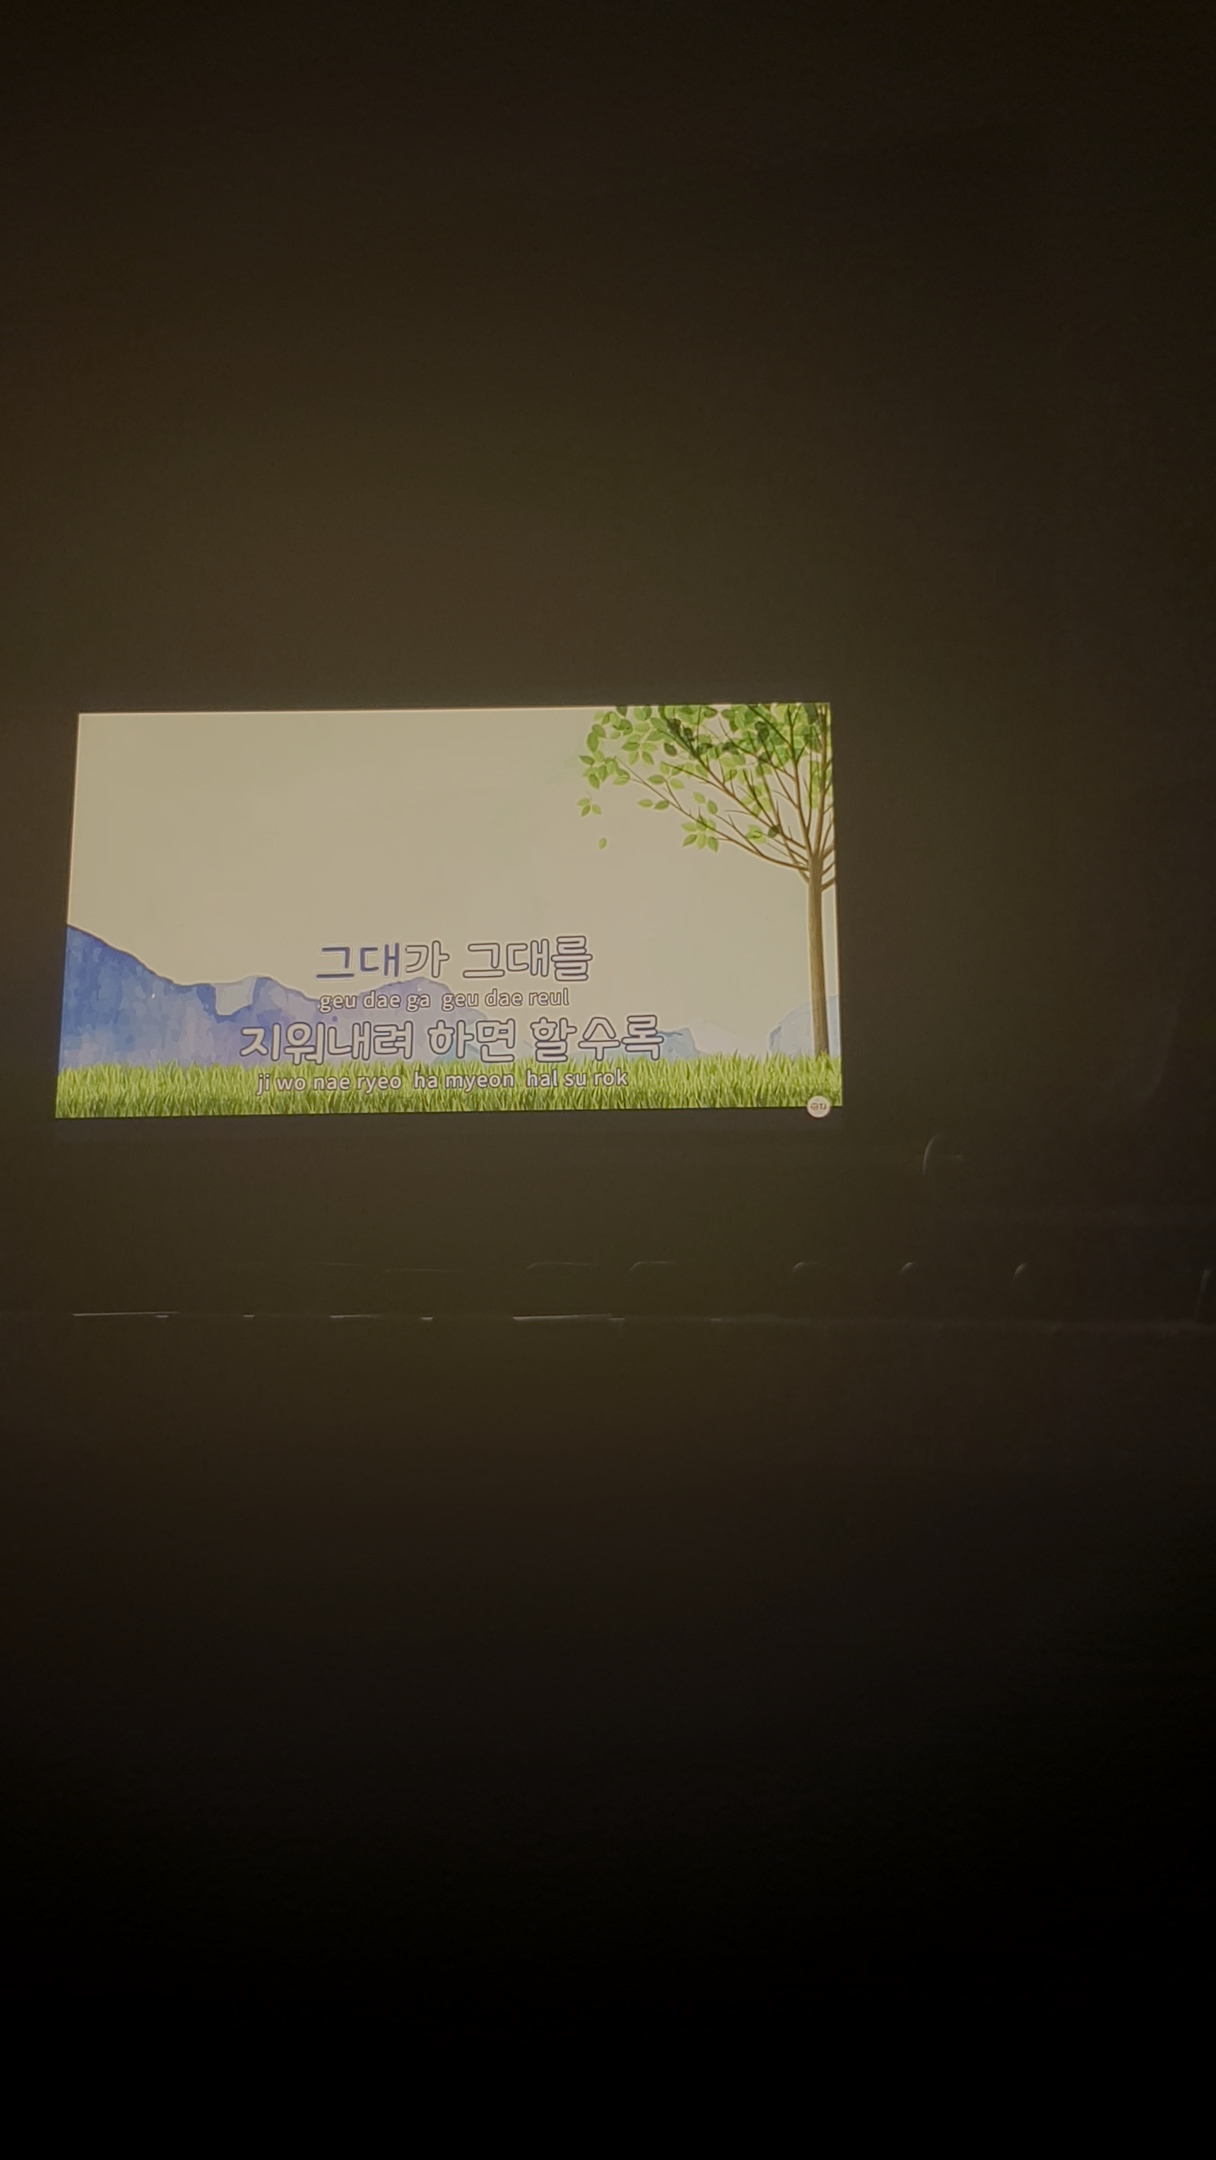 그대가 그대를
geu dae ga geu dae reul
지워내려 하면 할수록
ji wo nae ryeo ha myeon hal su rok